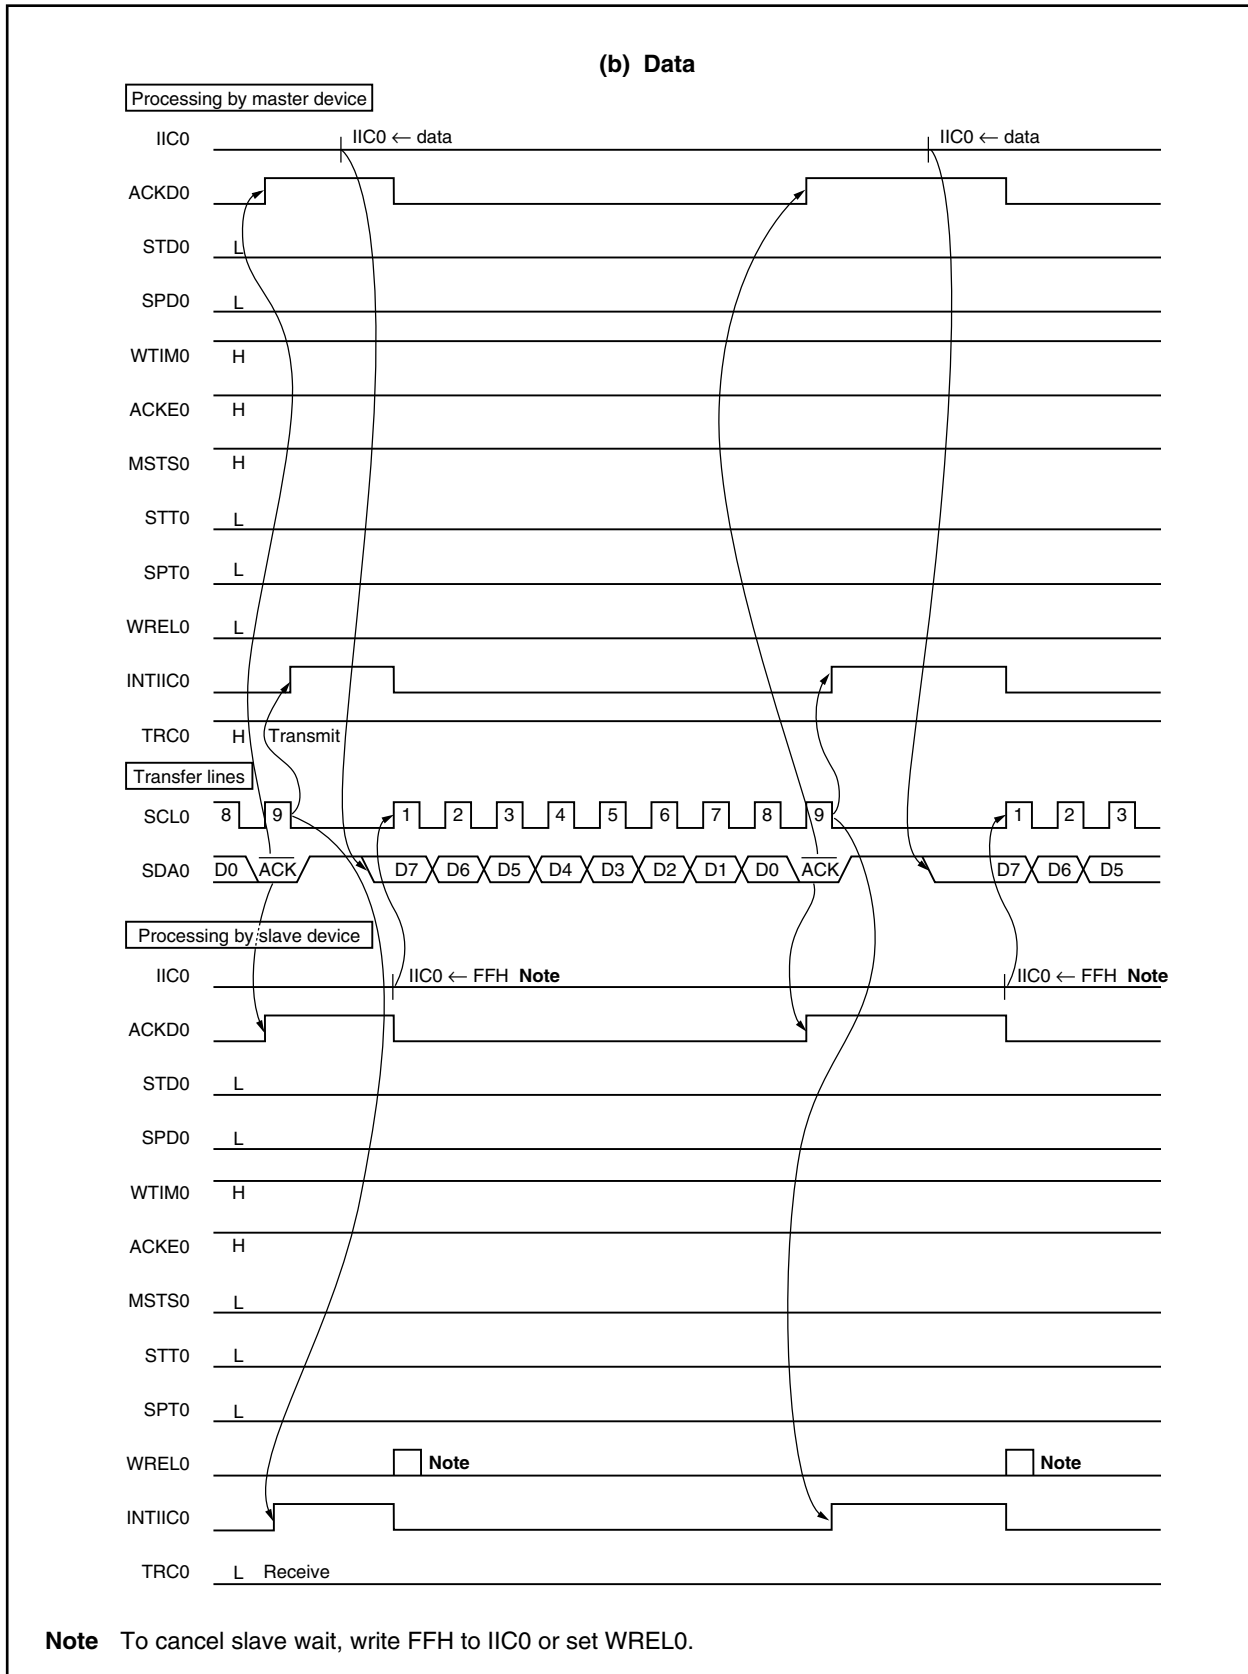 (b) Data
Processing by master device
IIC0 IIC0 ← data IIC0 ← data
ACKD0
STD0 L
SPD0 L
WTIM0 H
ACKE0 H
MSTS0 H
STT0 L
SPT0 L
WREL0 L
INTIIC0
TRC0 H Transmit
Transfer lines
SCL0 8 9 1 2 3 4 5 6 7 8 9 1 2 3
SDA0 D0 ACK D7 D6 D5 D4 D3 D2 D1 D0 ACK D7 D6 D5
Processing by slave device
IIC0 IIC0 ← FFH Note IIC0 ← FFH Note
ACKD0
STD0 L
SPD0 L
WTIM0 H
ACKE0 H
MSTS0 L
STT0 L
SPT0 L
WREL0 Note Note
INTIIC0
TRC0 L Receive
Note To cancel slave wait, write FFH to IIC0 or set WREL0.